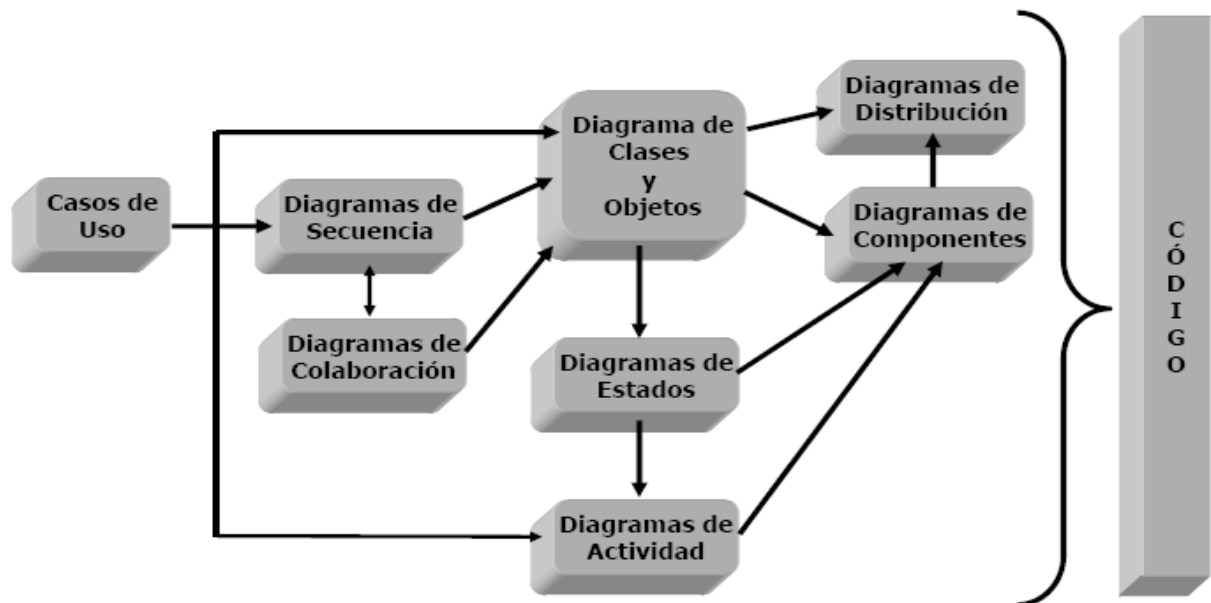 Casos de
Uso
Diagramas de
Secuencia
Diagramas de
Colaboración
Diagrama de
Clases
y
Objetos
Diagramas de
Estados
Diagramas de
Actividad
Diagramas de
Distribución
Diagramas de
Componentes
C
Ó
D
I
G
O